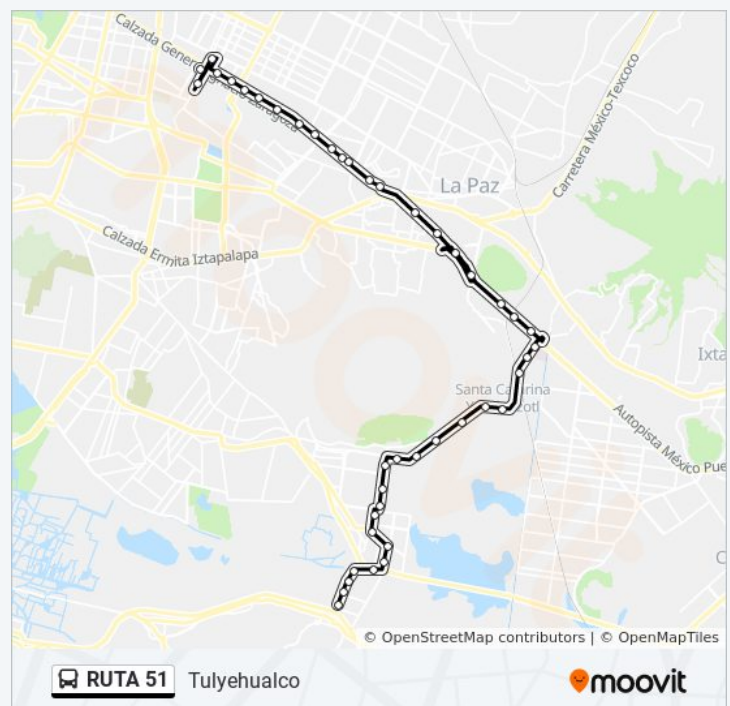 Calzada General Ignacio Zaragoza
La Paz
Carretera México-Texcoco
Calzada Ermita Iztapalapa
Ixta
Santa Catarina
Autopista México Pue
C
© OpenStreetMap contributors | © OpenMapTiles
RUTA 51 Tulyehualco
moovit